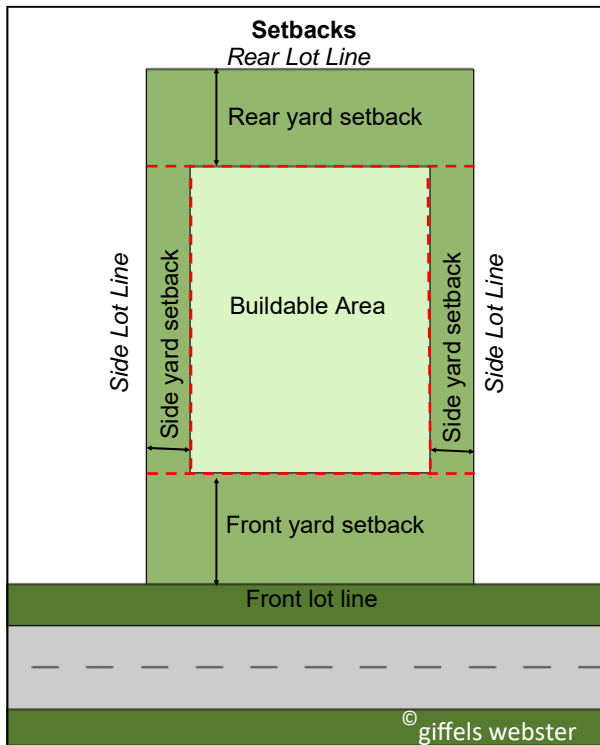 Setbacks
Rear Lot Line
Rear yard setback
Side Lot Line
Side yard setback
Buildable Area
Side yard setback
Side Lot Line
Front yard setback
Front lot line
©giffels webster